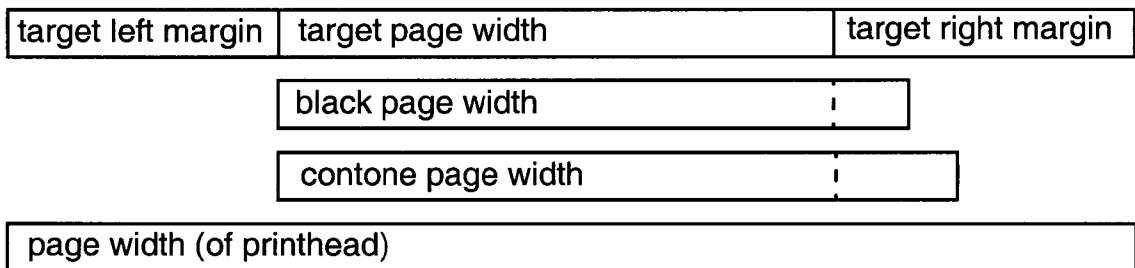 target left margin target page width target right margin
black page width
contone page width
page width (of printhead)